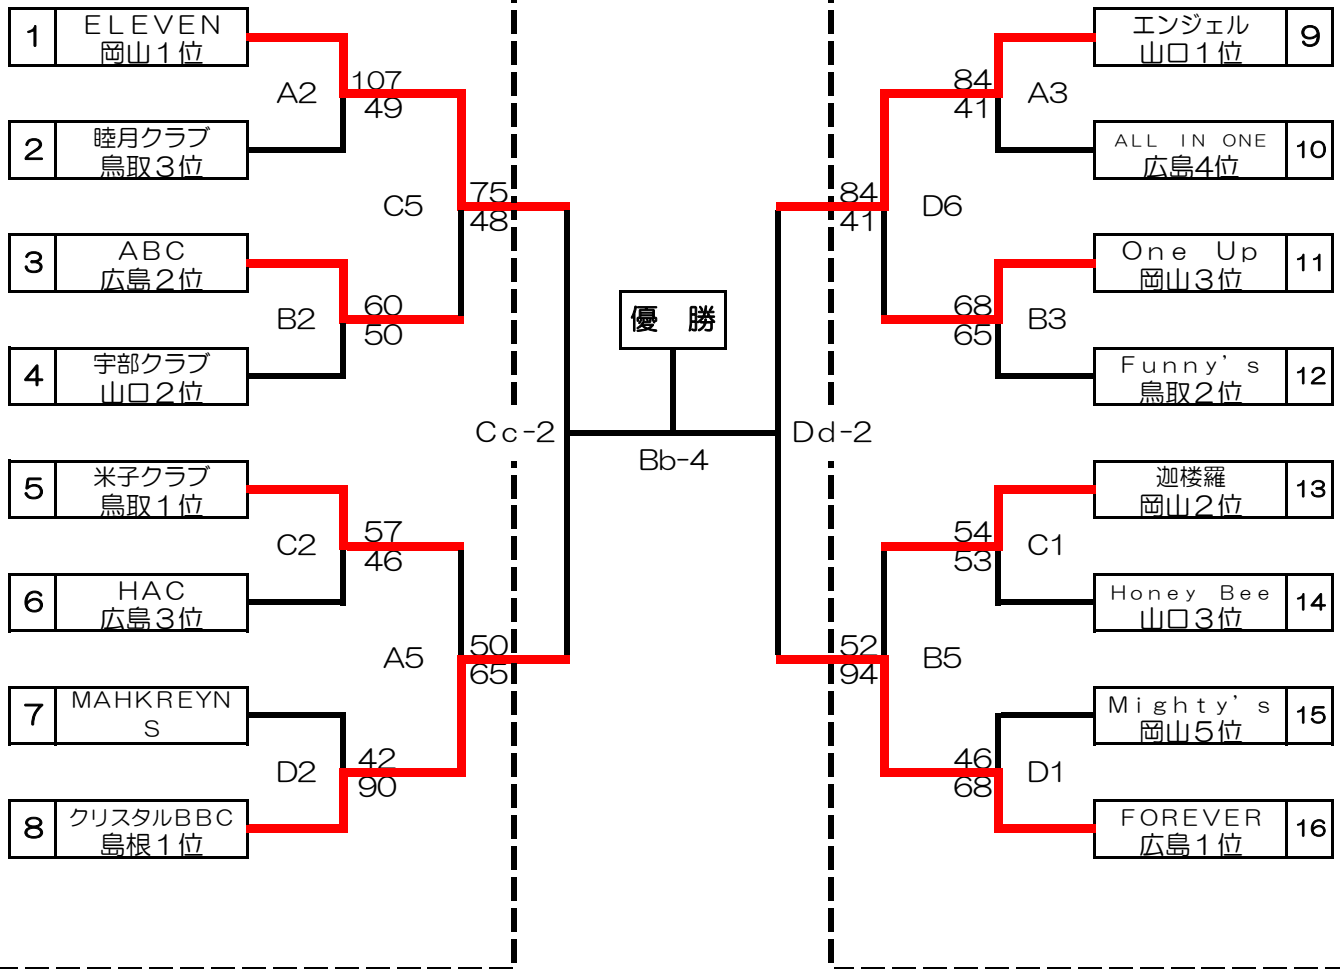 1
ＥＬＥＶＥＮ
岡山１位
2
睦月クラブ
鳥取３位
A2
107
49
3
ＡＢＣ
広島２位
4
宇部クラブ
山口２位
B2
60
50
C5
75
48
5
米子クラブ
鳥取１位
6
ＨＡＣ
広島３位
C2
57
46
7
ＭＡＨＫＲＥＹＮ
Ｓ
8
クリスタルＢＢＣ
島根１位
D2
42
90
A5
50
65
Ｃｃ-2
優　勝
Bb-4
Ｄｄ-2
エンジェル
山口１位
9
ＡＬＬ　ＩＮ　ＯＮＥ
広島4位
10
84
41
A3
Ｏｎｅ　Ｕｐ
岡山３位
11
Ｆｕｎｎｙ’ｓ
鳥取２位
12
68
65
B3
84
41
D6
迦楼羅
岡山２位
13
Ｈｏｎｅｙ　Ｂｅｅ
山口３位
14
54
53
C1
Ｍｉｇｈｔｙ’ｓ
岡山５位
15
ＦＯＲＥＶＥＲ
広島１位
16
46
68
D1
52
94
B5